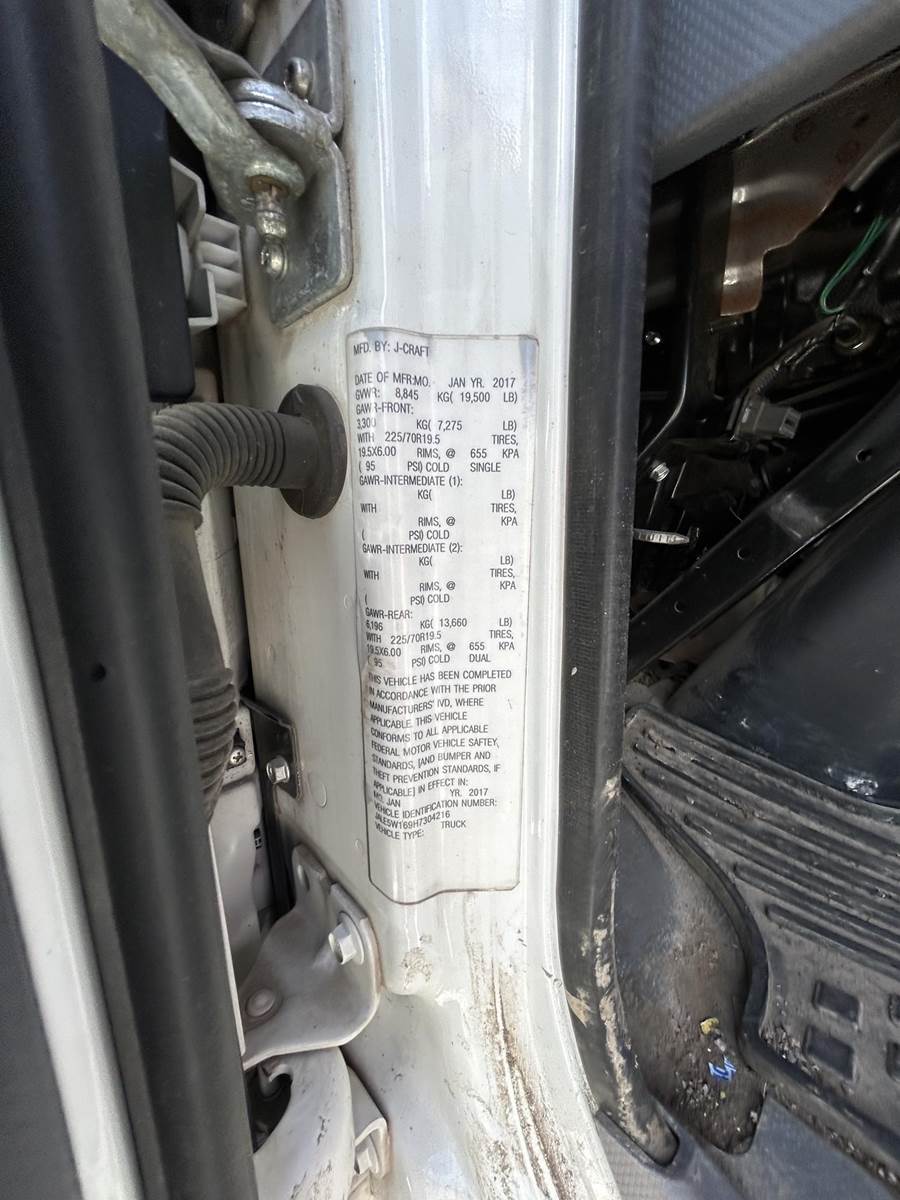 MFD. BY: J-CRAFT
DATE OF MFR:MO. JAN YR. 2017
GVWR: 8,845 KG( 19,500 LB)
GAWR-FRONT:
3,300 KG( 7,275 LB)
WITH 225/70R19.5 TIRES,
19.5X6.00 RIMS, @ 655 KPA
( 95 PSI) COLD SINGLE
GAWR-INTERMEDIATE (1):
KG( LB)
WITH TIRES,
RIMS, @ KPA
( PSI) COLD
GAWR-INTERMEDIATE (2):
KG( LB)
WITH TIRES,
RIMS, @ KPA
( PSI) COLD
GAWR-REAR:
6,196 KG( 13,660 LB)
WITH 225/70R19.5 TIRES,
19.5X6.00 RIMS, @ 655 KPA
( 95 PSI) COLD DUAL
THIS VEHICLE HAS BEEN COMPLETED
IN ACCORDANCE WITH THE PRIOR
MANUFACTURERS' IVD, WHERE
APPLICABLE. THIS VEHICLE
CONFORMS TO ALL APPLICABLE
FEDERAL MOTOR VEHICLE SAFTEY,
STANDARDS, [AND BUMPER AND
THEFT PREVENTION STANDARDS, IF
APPLICABLE] IN EFFECT IN:
MO. JAN YR. 2017
VEHICLE IDENTIFICATION NUMBER:
JALE5W169H7304216
VEHICLE TYPE: TRUCK